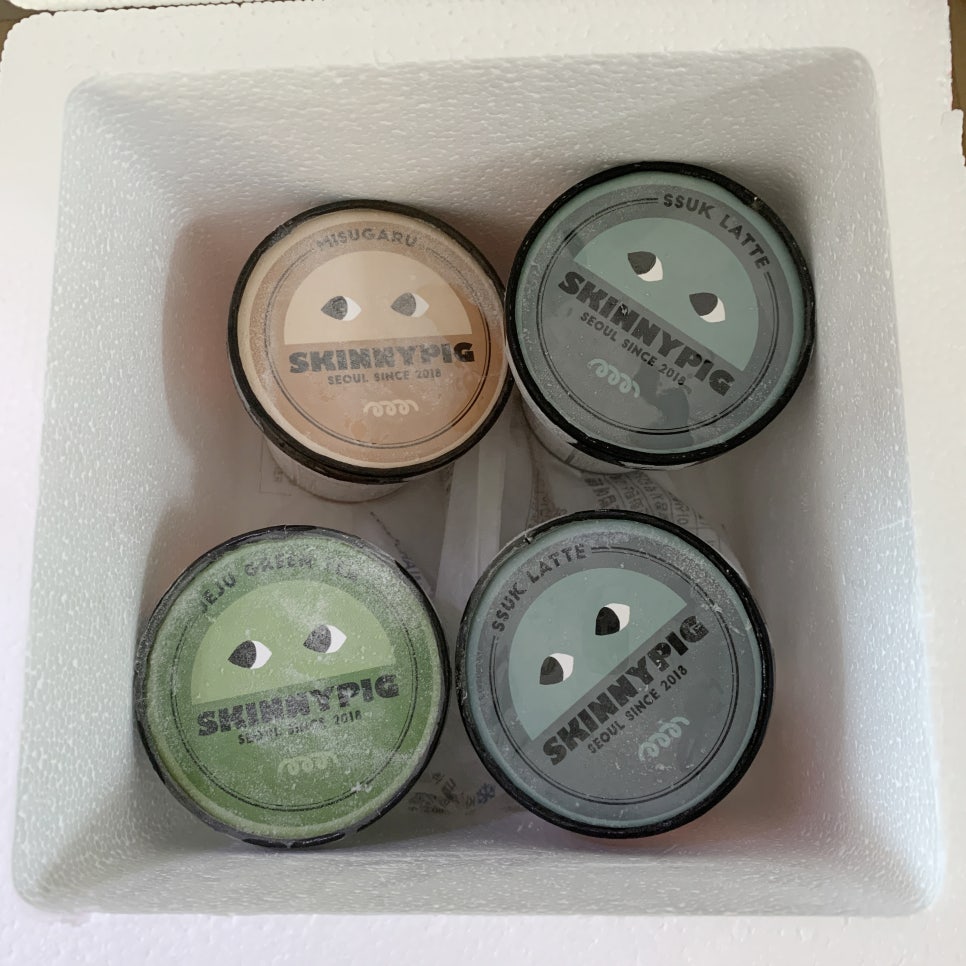 MISUGARU
SKINNYPIG
SEOUL SINCE 2018
SSUK LATTE
SKINNYPIG
SEOUL SINCE 2018
JEJU GREEN TEA
SKINNYPIG
SEOUL SINCE 2018
SSUK LATTE
SKINNYPIG
SEOUL SINCE 2018